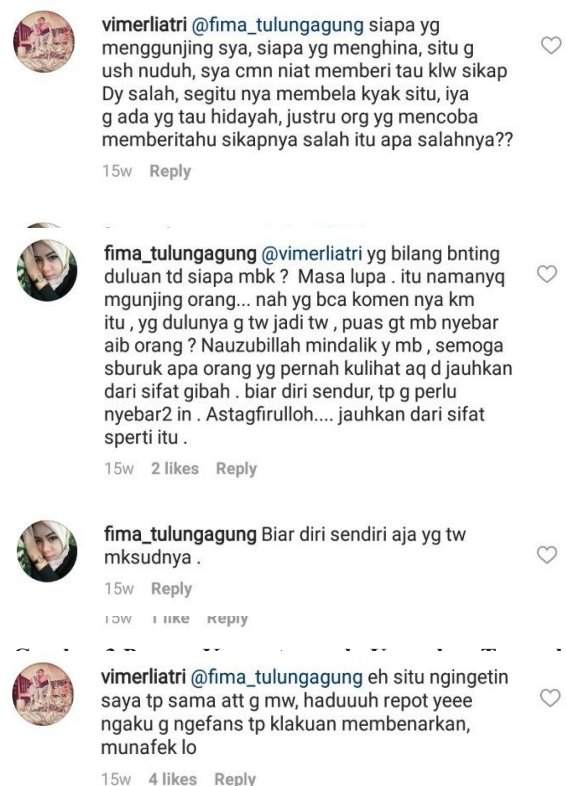 vimerliatri @fima_tulungagung siapa yg
menggunjing sya, siapa yg menghina, situ g
ush nuduh, sya cmn niat memberi tau klw sikap
Dy salah, segitu nya membela kyak situ, iya
g ada yg tau hidayah, justru org yg mencoba
memberitahu sikapnya salah itu apa salahnya??
15w Reply
fima_tulungagung @vimerliatri yg bilang bnting
duluan td siapa mbk ? Masa lupa . itu namanyq
mgunjing orang... nah yg bca komen nya km
itu , yg dulunya g tw jadi tw , puas gt mb nyebar
aib orang ? Nauzubillah mindalik y mb , semoga
sburuk apa orang yg pernah kulihat aq d jauhkan
dari sifat gibah . biar diri sendur, tp g perlu
nyebar2 in . Astagfirulloh.... jauhkan dari sifat
sperti itu .
15w 2 likes Reply
fima_tulungagung Biar diri sendiri aja yg tw
mksudnya .
15w Reply
15w 1 like Reply
vimerliatri @fima_tulungagung eh situ ngingetin
saya tp sama att g mw, haduuuh repot yeee
ngaku g ngefans tp klakuan membenarkan,
munafek lo
15w 4 likes Reply